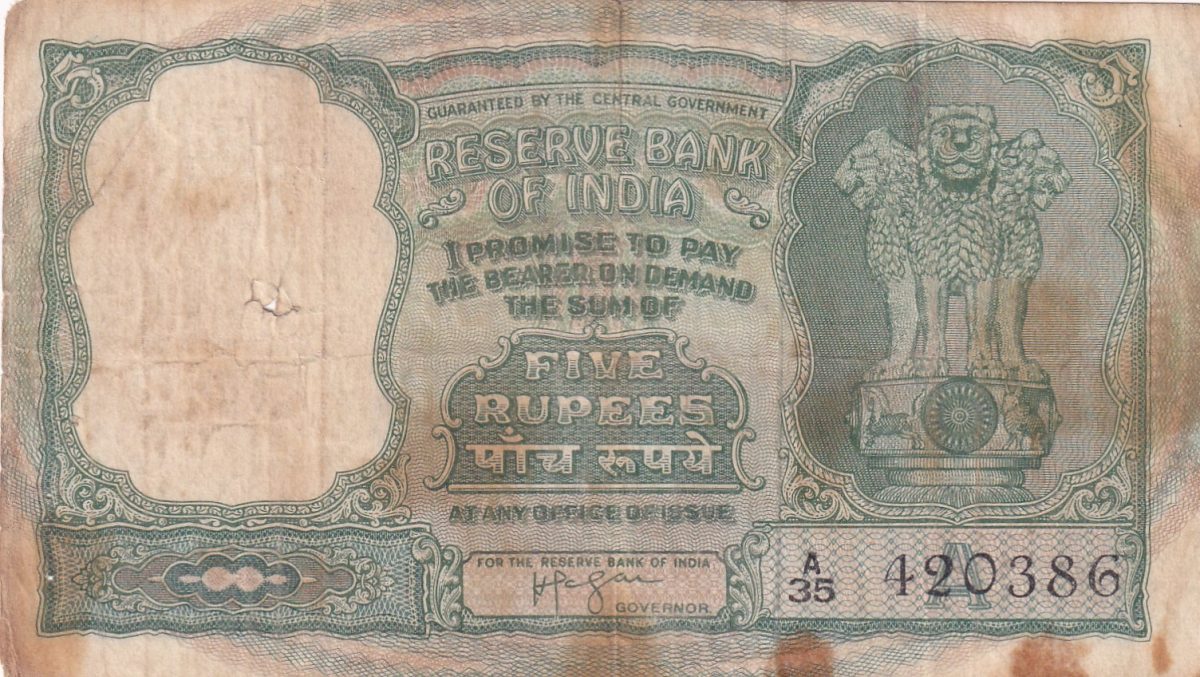 5
5
GUARANTEED BY THE CENTRAL GOVERNMENT
RESERVE BANK
OF INDIA
I PROMISE TO PAY
THE BEARER ON DEMAND
THE SUM OF
FIVE
RUPEES
पाँच रूपये
AT ANY OFFICE OF ISSUE
FOR THE RESERVE BANK OF INDIA
GOVERNOR.
A
35
420386
A